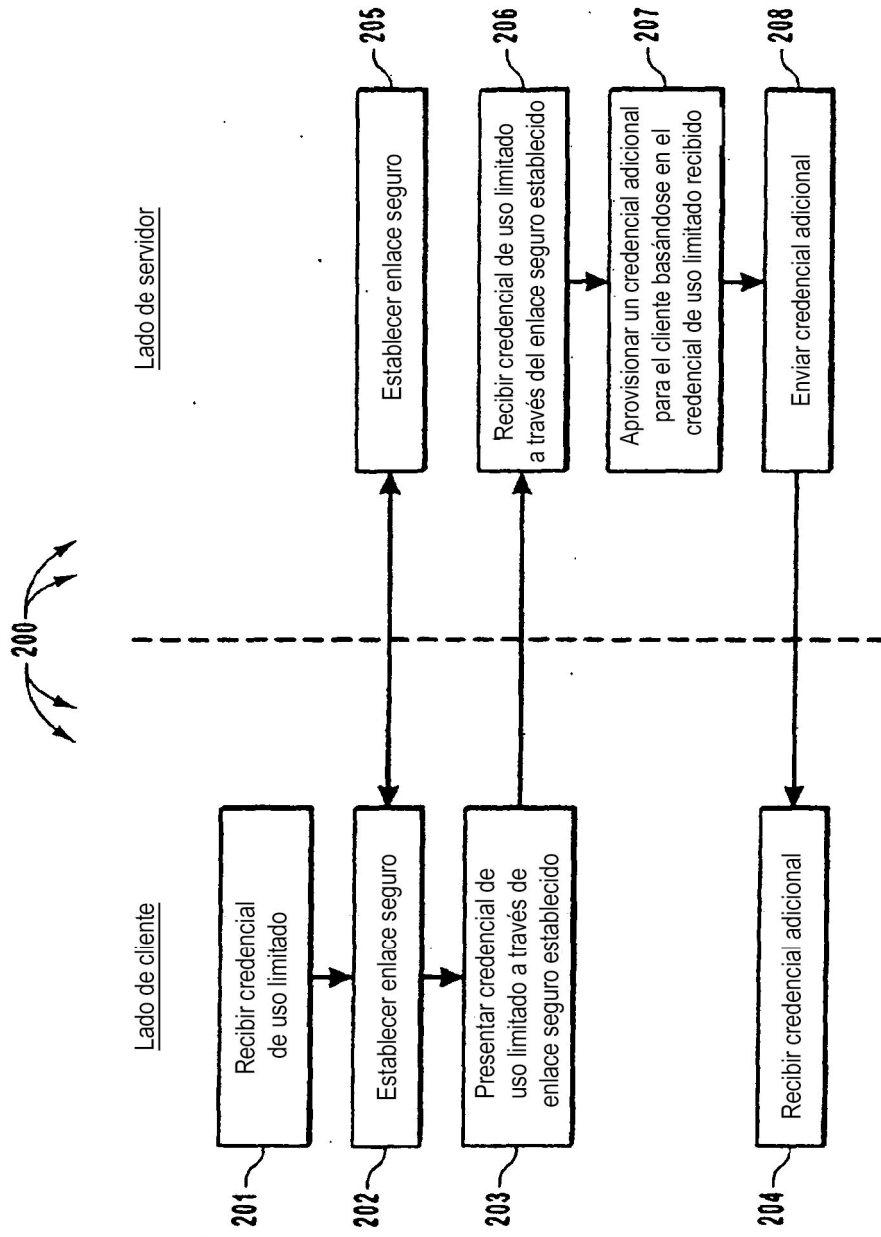 200
Lado de cliente
Lado de servidor
201
Recibir credencial
de uso limitado
202
Establecer enlace seguro
Establecer enlace seguro
205
203
Presentar credencial de
uso limitado a través de
enlace seguro establecido
Recibir credencial de uso limitado
a través del enlace seguro establecido
206
Aprovisionar un credencial adicional
para el cliente basándose en el
credencial de uso limitado recibido
207
204
Recibir credencial adicional
Enviar credencial adicional
208